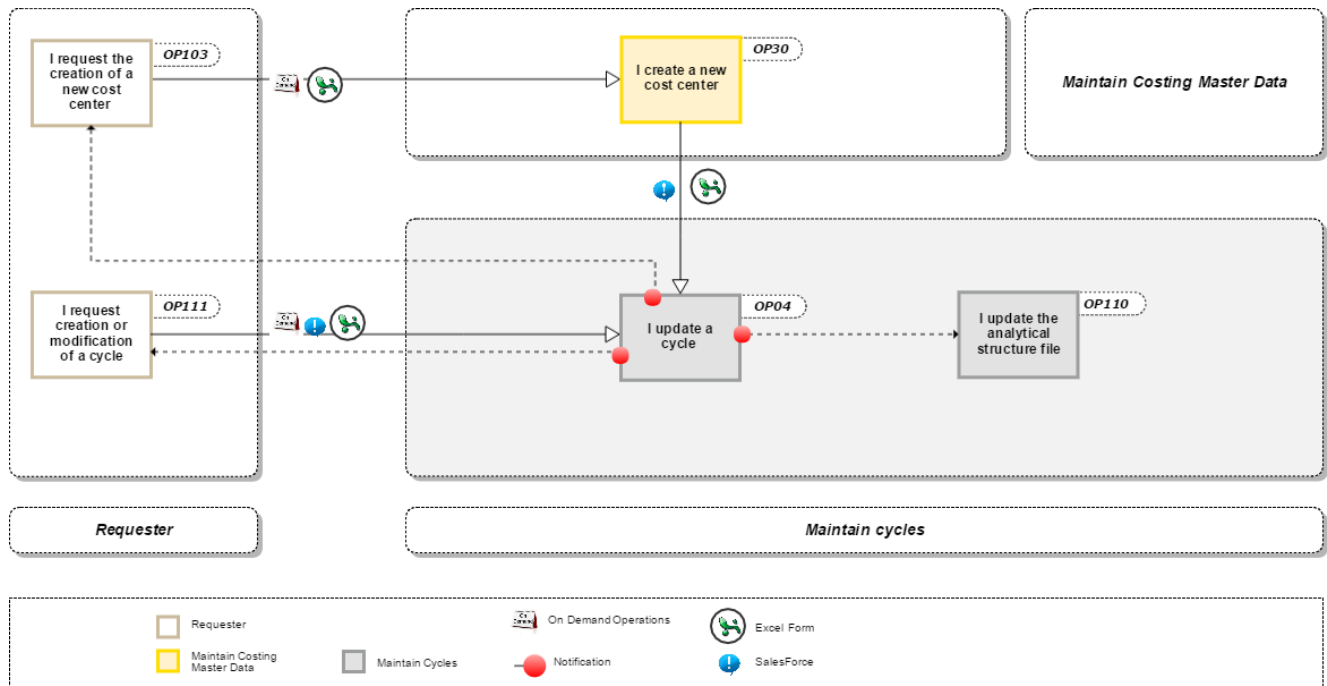 I request the
creation of a
new cost
center
OP103
I create a new
cost center
OP30
Maintain Costing Master Data
I request
creation or
modification
of a cycle
OP111
I update a
cycle
OP04
I update the
analytical
structure file
OP110
Requester
Maintain cycles
Requester
On Demand Operations
Excel Form
Maintain Costing
Master Data
Maintain Cycles
Notification
SalesForce